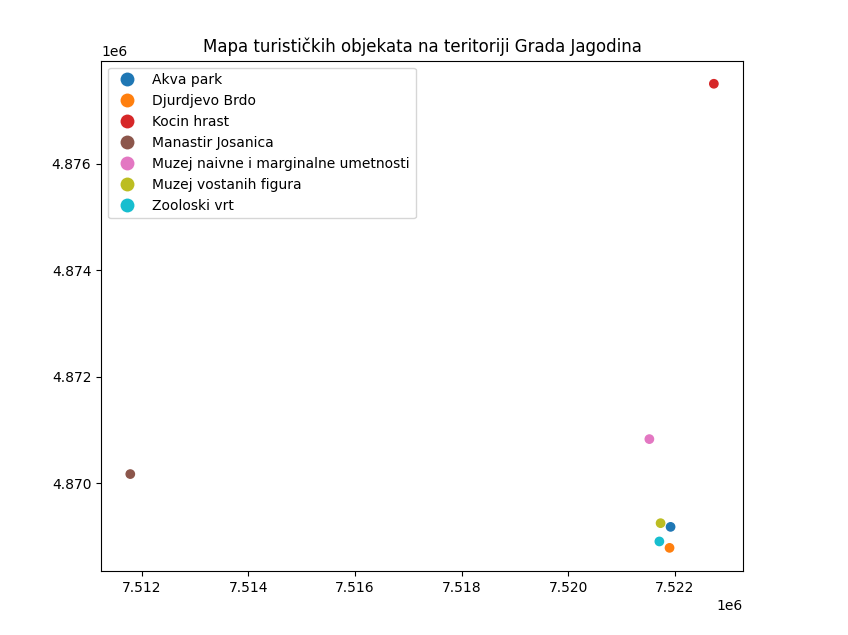 Mapa turističkih objekata na teritoriji Grada Jagodina
1e6
Akva park
Djurdjevo Brdo
Kocin hrast
Manastir Josanica
Muzej naivne i marginalne umetnosti
Muzej vostanih figura
Zooloski vrt
4.876
4.874
4.872
4.870
7.512 7.514 7.516 7.518 7.520 7.522
1e6